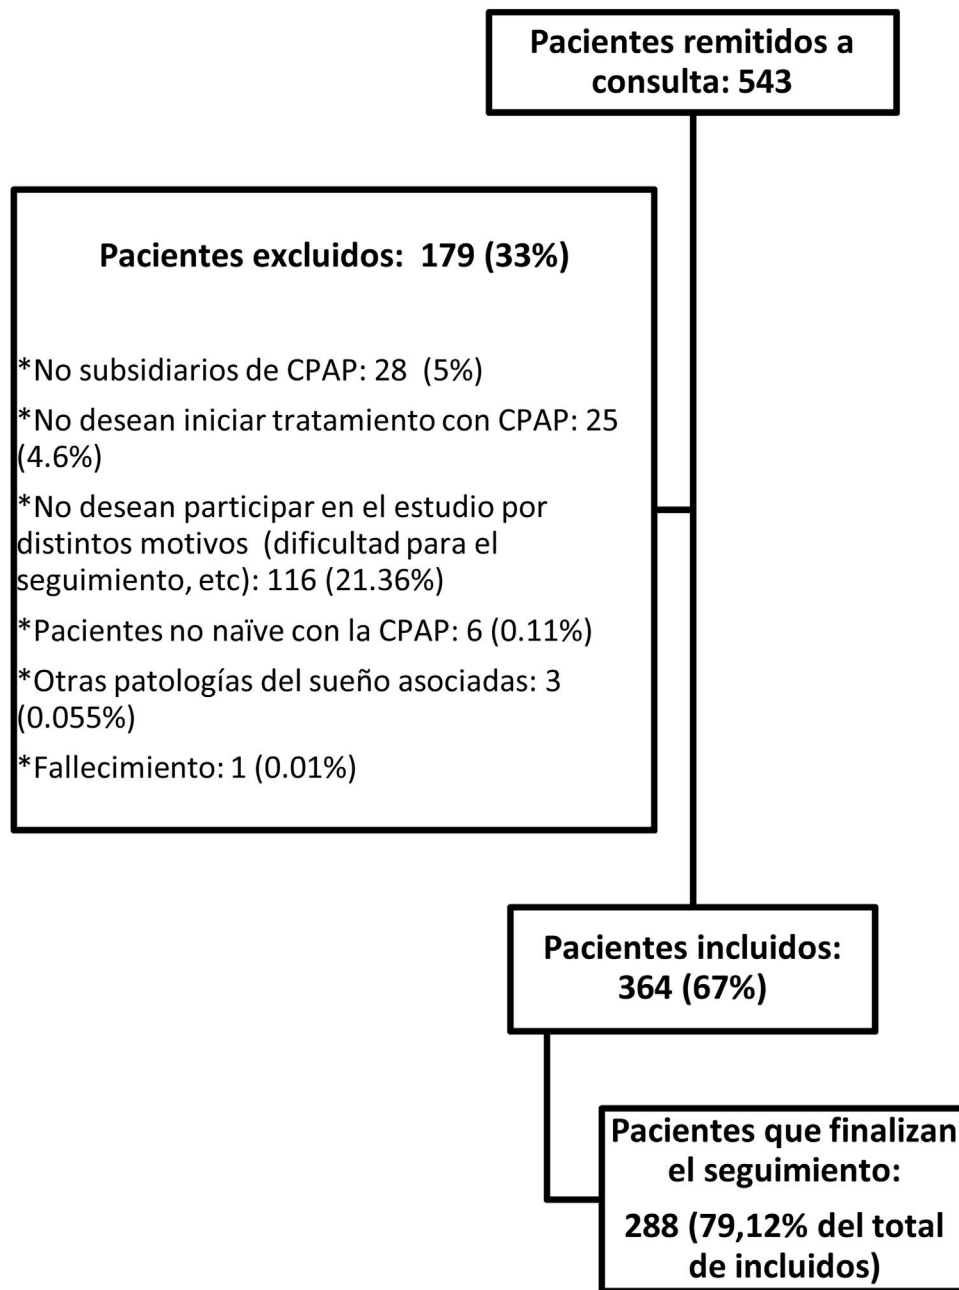 Pacientes remitidos a
consulta: 543
Pacientes excluidos:  179 (33%)
*No subsidiarios de CPAP: 28  (5%)
*No desean iniciar tratamiento con CPAP: 25
(4.6%)
*No desean participar en el estudio por
distintos motivos  (dificultad para el
seguimiento, etc): 116 (21.36%)
*Pacientes no naïve con la CPAP: 6 (0.11%)
*Otras patologías del sueño asociadas: 3
(0.055%)
*Fallecimiento: 1 (0.01%)
Pacientes incluidos:
364 (67%)
Pacientes que finalizan
el seguimiento:
288 (79,12% del total
de incluidos)